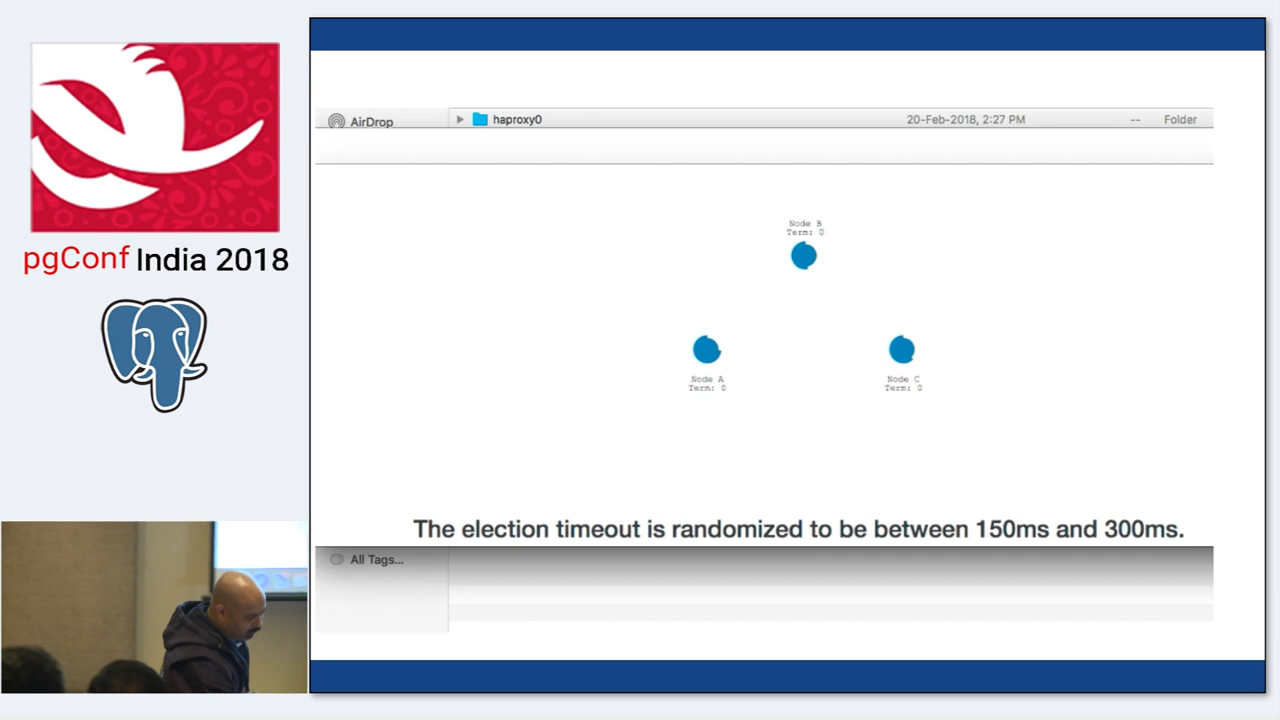 pgConf India 2018
AirDrop
haproxy0
20-Feb-2018, 2:27 PM
--
Folder
Node B
Term: 0
Node A
Term: 0
Node C
Term: 0
The election timeout is randomized to be between 150ms and 300ms.
All Tags...